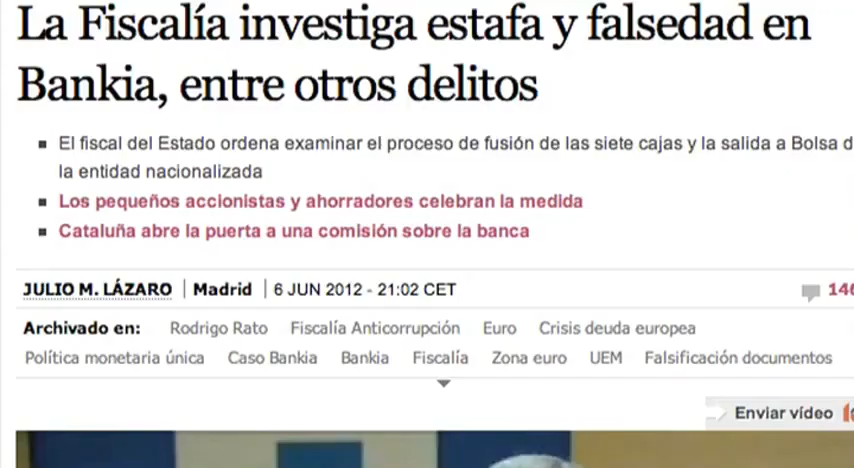 La Fiscalía investiga estafa y falsedad en
Bankia, entre otros delitos
El fiscal del Estado ordena examinar el proceso de fusión de las siete cajas y la salida a Bolsa d
la entidad nacionalizada
Los pequeños accionistas y ahorradores celebran la medida
Cataluña abre la puerta a una comisión sobre la banca
JULIO M. LÁZARO | Madrid | 6 JUN 2012 - 21:02 CET
Archivado en: Rodrigo Rato Fiscalía Anticorrupción Euro Crisis deuda europea
Política monetaria única Caso Bankia Bankia Fiscalía Zona euro UEM Falsificación documentos
Enviar vídeo